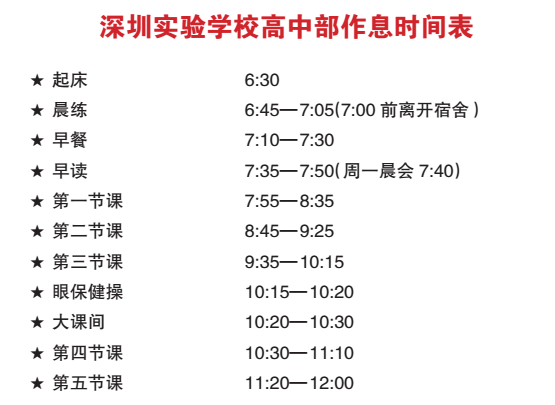 深圳实验学校高中部作息时间表
★ 起床 6:30
★ 晨练 6:45—7:05(7:00 前离开宿舍 )
★ 早餐 7:10—7:30
★ 早读 7:35—7:50( 周一晨会 7:40)
★ 第一节课 7:55—8:35
★ 第二节课 8:45—9:25
★ 第三节课 9:35—10:15
★ 眼保健操 10:15—10:20
★ 大课间 10:20—10:30
★ 第四节课 10:30—11:10
★ 第五节课 11:20—12:00